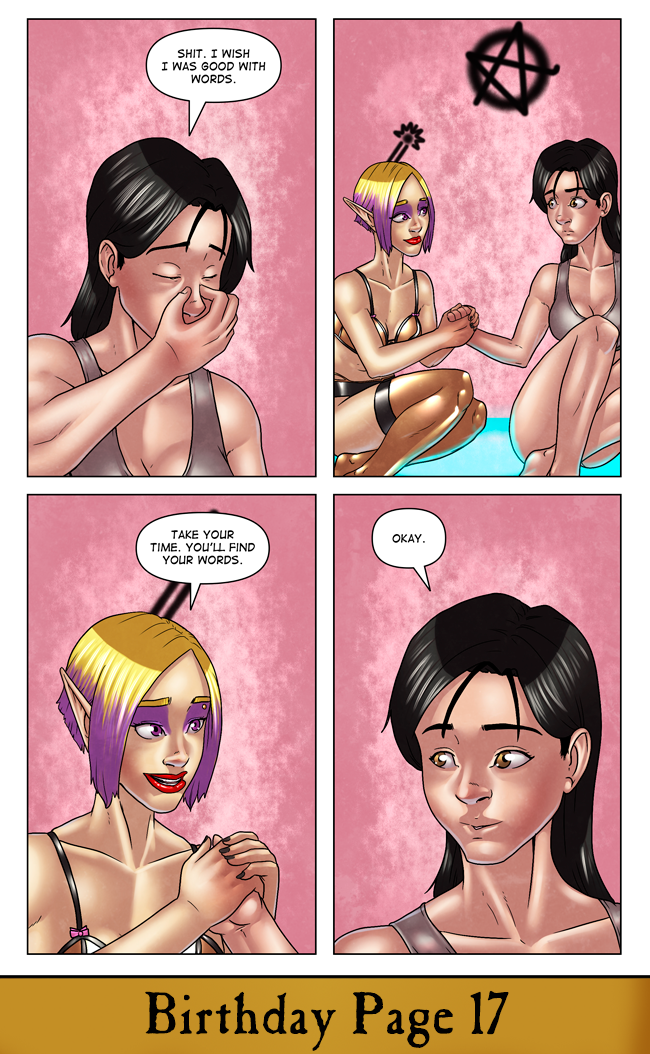 SHIT. I WISH
I WAS GOOD WITH
WORDS.
TAKE YOUR
TIME. YOU'LL FIND
YOUR WORDS.
OKAY.
Birthday Page 17